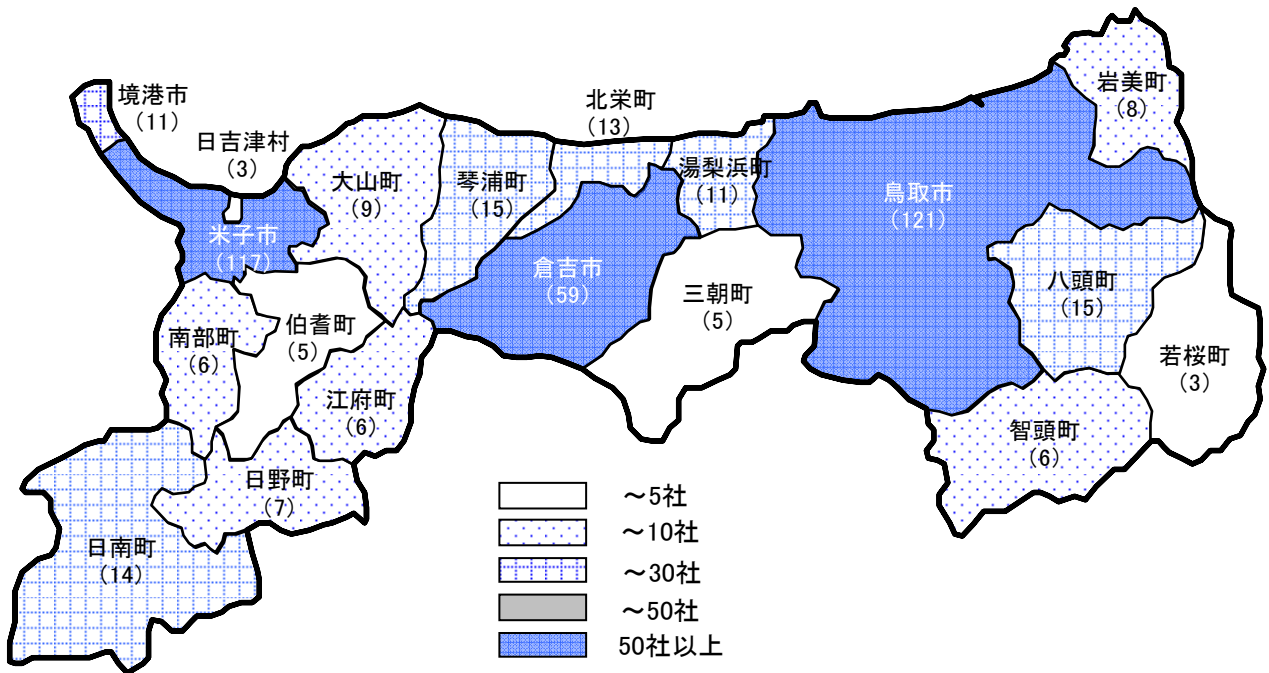 境港市
(11)
日吉津村
(3)
米子市
(117)
大山町
(9)
琴浦町
(15)
北栄町
(13)
湯梨浜町
(11)
倉吉市
(59)
三朝町
(5)
鳥取市
(121)
岩美町
(8)
八頭町
(15)
若桜町
(3)
智頭町
(6)
南部町
(6)
伯耆町
(5)
江府町
(6)
日野町
(7)
日南町
(14)
～5社
～10社
～30社
～50社
50社以上